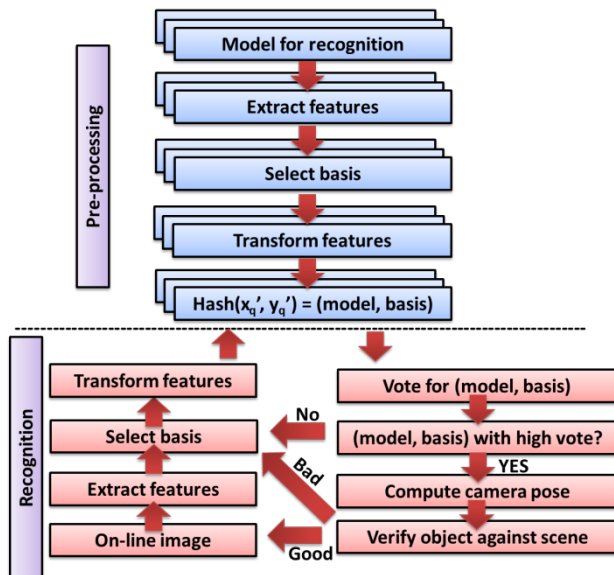 Pre-processing
Model for recognition
Extract features
Select basis
Transform features
Hash(xq', yq') = (model, basis)
Recognition
Transform features
Select basis
Extract features
On-line image
No
Bad
Good
Vote for (model, basis)
(model, basis) with high vote?
YES
Compute camera pose
Verify object against scene